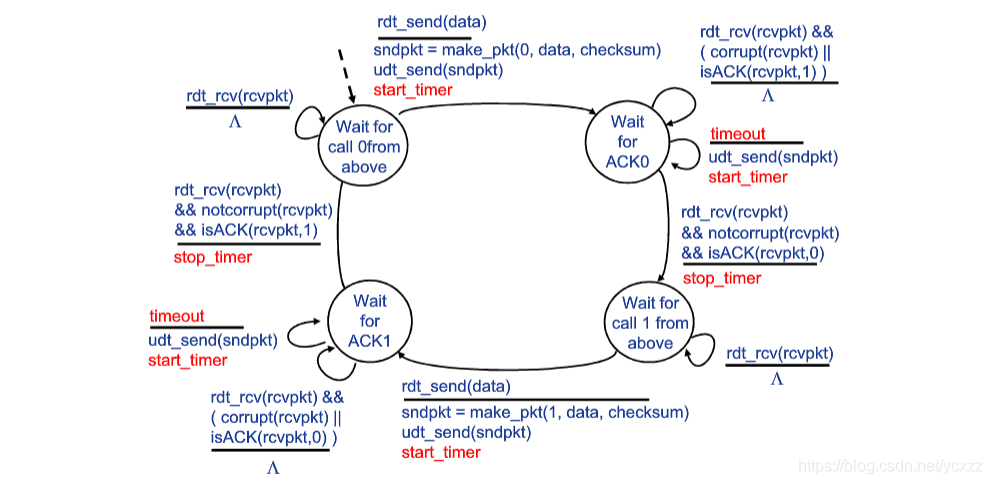 rdt_send(data)
sndpkt = make_pkt(0, data, checksum)
udt_send(sndpkt)
start_timer
rdt_rcv(rcvpkt) &&
( corrupt(rcvpkt) ||
isACK(rcvpkt,1) )
Λ
rdt_rcv(rcvpkt)
Λ
Wait for
call 0from
above
Wait
for
ACK0
timeout
udt_send(sndpkt)
start_timer
rdt_rcv(rcvpkt)
&& notcorrupt(rcvpkt)
&& isACK(rcvpkt,1)
stop_timer
rdt_rcv(rcvpkt)
&& notcorrupt(rcvpkt)
&& isACK(rcvpkt,0)
stop_timer
Wait
for
ACK1
Wait for
call 1 from
above
timeout
udt_send(sndpkt)
start_timer
rdt_rcv(rcvpkt)
Λ
rdt_rcv(rcvpkt) &&
( corrupt(rcvpkt) ||
isACK(rcvpkt,0) )
Λ
rdt_send(data)
sndpkt = make_pkt(1, data, checksum)
udt_send(sndpkt)
start_timer
https://blog.csdn.net/ycxzz